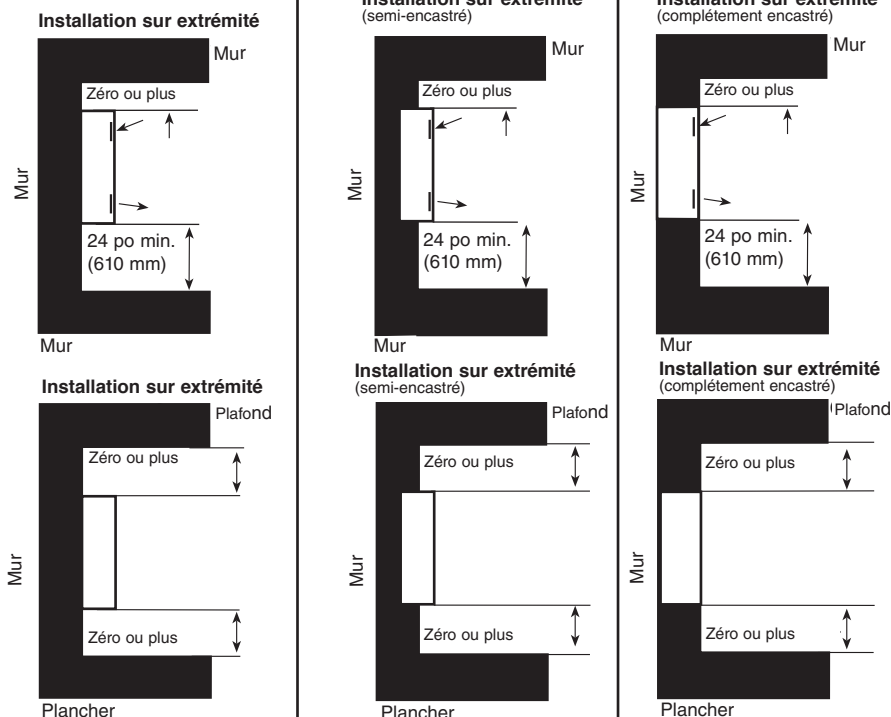 Installation sur extrémité
Mur
Zéro ou plus
Mur
24 po min.
(610 mm)
Mur
Installation sur extrémité
(semi-encastré)
Mur
Zéro ou plus
Mur
24 po min.
(610 mm)
Mur
Installation sur extrémité
(complétement encastré)
Mur
Zéro ou plus
Mur
24 po min.
(610 mm)
Mur
Installation sur extrémité
Plafond
Zéro ou plus
Mur
Zéro ou plus
Plancher
Installation sur extrémité
(semi-encastré)
Plafond
Zéro ou plus
Mur
Zéro ou plus
Plancher
Installation sur extrémité
(complétement encastré)
Plafond
Zéro ou plus
Mur
Zéro ou plus
Plancher